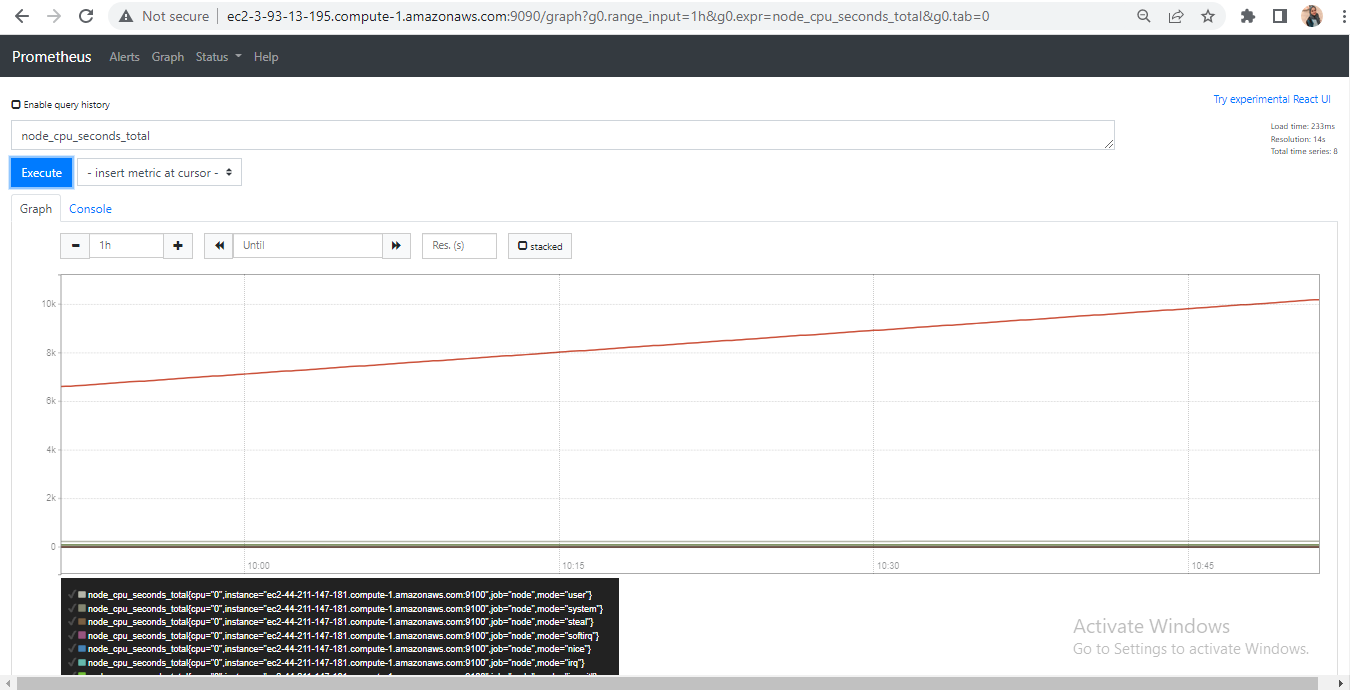 Not secure ec2-3-93-13-195.compute-1.amazonaws.com:9090/graph?g0.range_input=1h&g0.expr=node_cpu_seconds_total&g0.tab=0
Prometheus Alerts Graph Status Help
Enable query history
Try experimental React UI
node_cpu_seconds_total
Load time: 233ms
Resolution: 14s
Total time series: 8
Execute
- insert metric at cursor -
Graph Console
1h Until Res. (s) stacked
10k
8k
6k
4k
2k
0
10:00 10:15 10:30 10:45
node_cpu_seconds_total{cpu="0",instance="ec2-44-211-147-181.compute-1.amazonaws.com:9100",job="node",mode="user"}
node_cpu_seconds_total{cpu="0",instance="ec2-44-211-147-181.compute-1.amazonaws.com:9100",job="node",mode="system"}
node_cpu_seconds_total{cpu="0",instance="ec2-44-211-147-181.compute-1.amazonaws.com:9100",job="node",mode="steal"}
node_cpu_seconds_total{cpu="0",instance="ec2-44-211-147-181.compute-1.amazonaws.com:9100",job="node",mode="softirq"}
node_cpu_seconds_total{cpu="0",instance="ec2-44-211-147-181.compute-1.amazonaws.com:9100",job="node",mode="nice"}
node_cpu_seconds_total{cpu="0",instance="ec2-44-211-147-181.compute-1.amazonaws.com:9100",job="node",mode="irq"}
Activate Windows
Go to Settings to activate Windows.